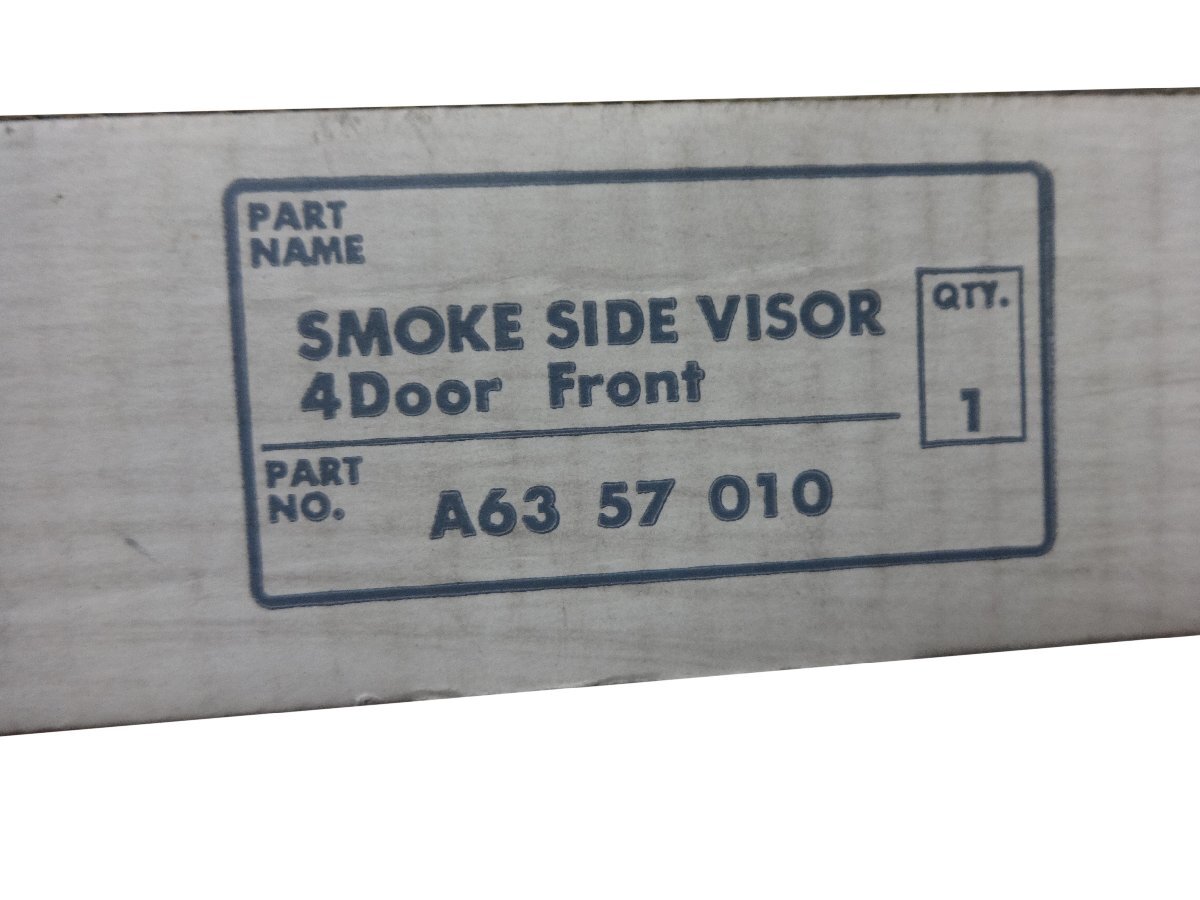 PART
NAME
SMOKE SIDE VISOR
4Door Front
QTY.
1
PART
NO.
A63 57 010